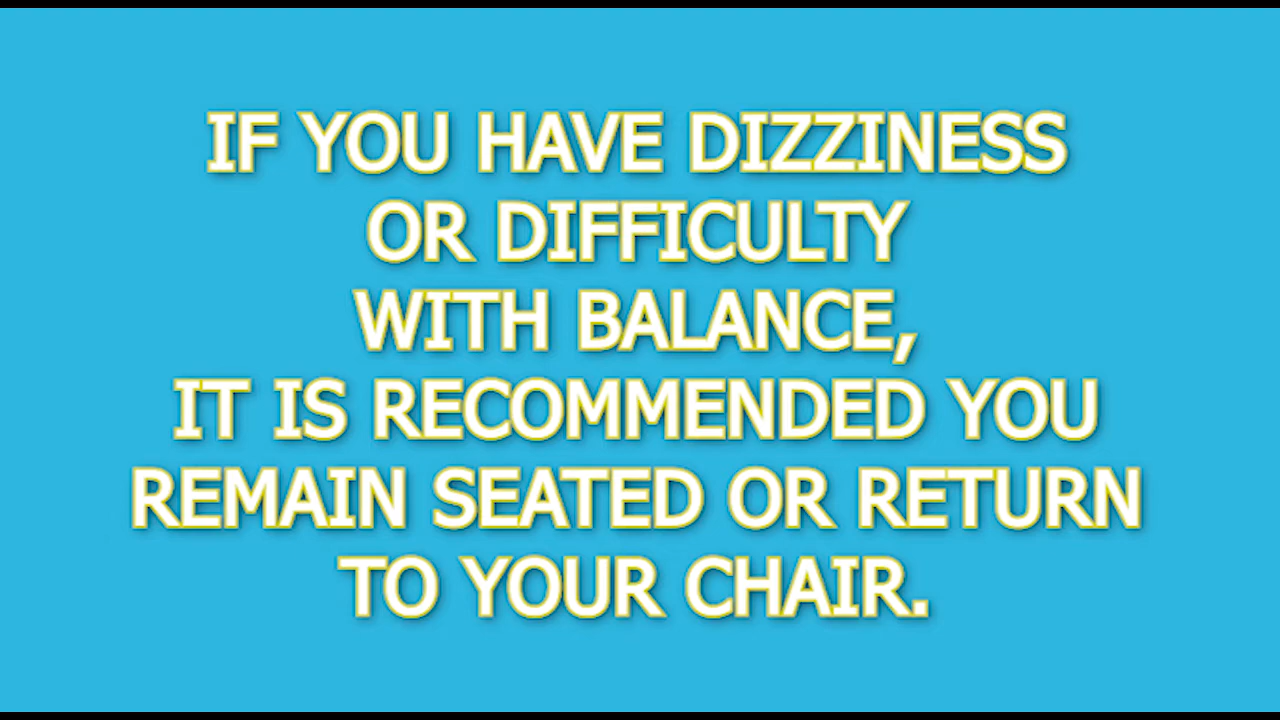 IF YOU HAVE DIZZINESS
OR DIFFICULTY
WITH BALANCE,
IT IS RECOMMENDED YOU
REMAIN SEATED OR RETURN
TO YOUR CHAIR.